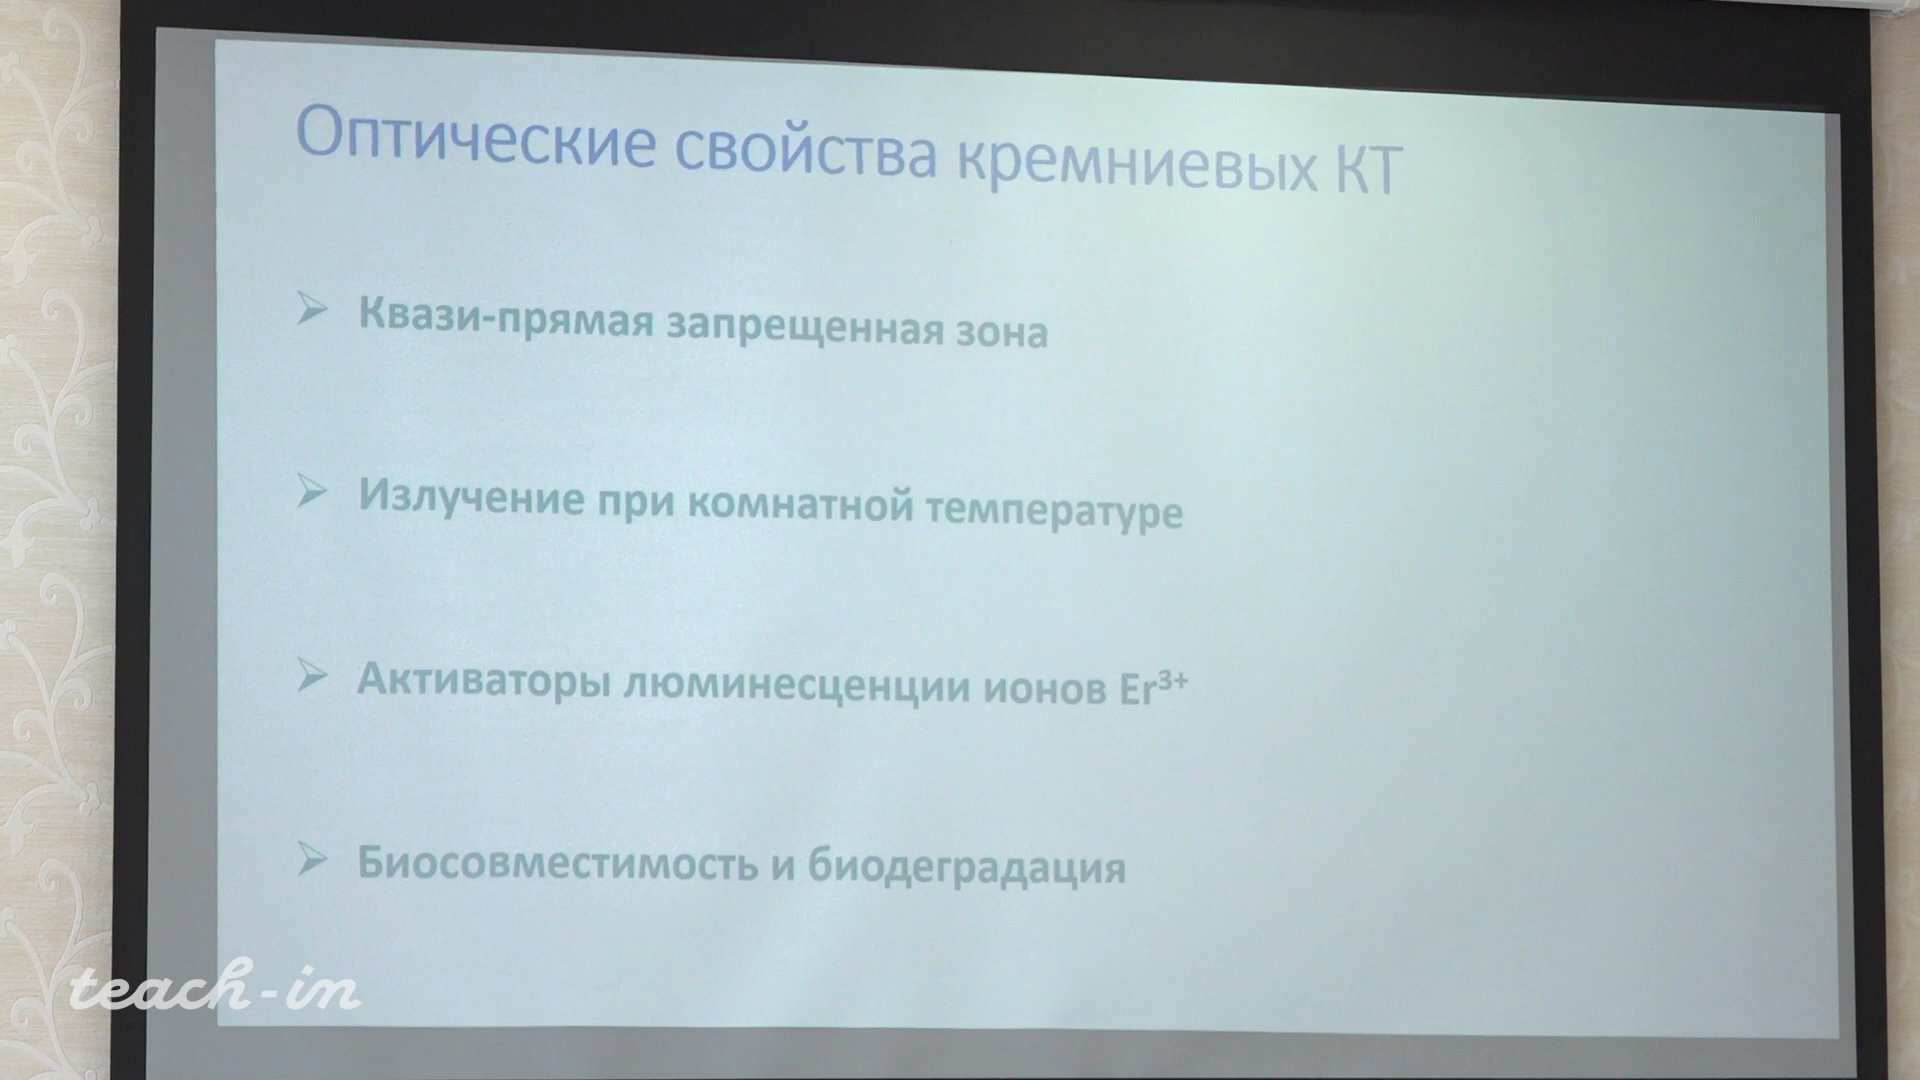 Оптические свойства кремниевых КТ
➢ Квази-прямая запрещенная зона
➢ Излучение при комнатной температуре
➢ Активаторы люминесценции ионов Er³⁺
➢ Биосовместимость и биодеградация
teach-in